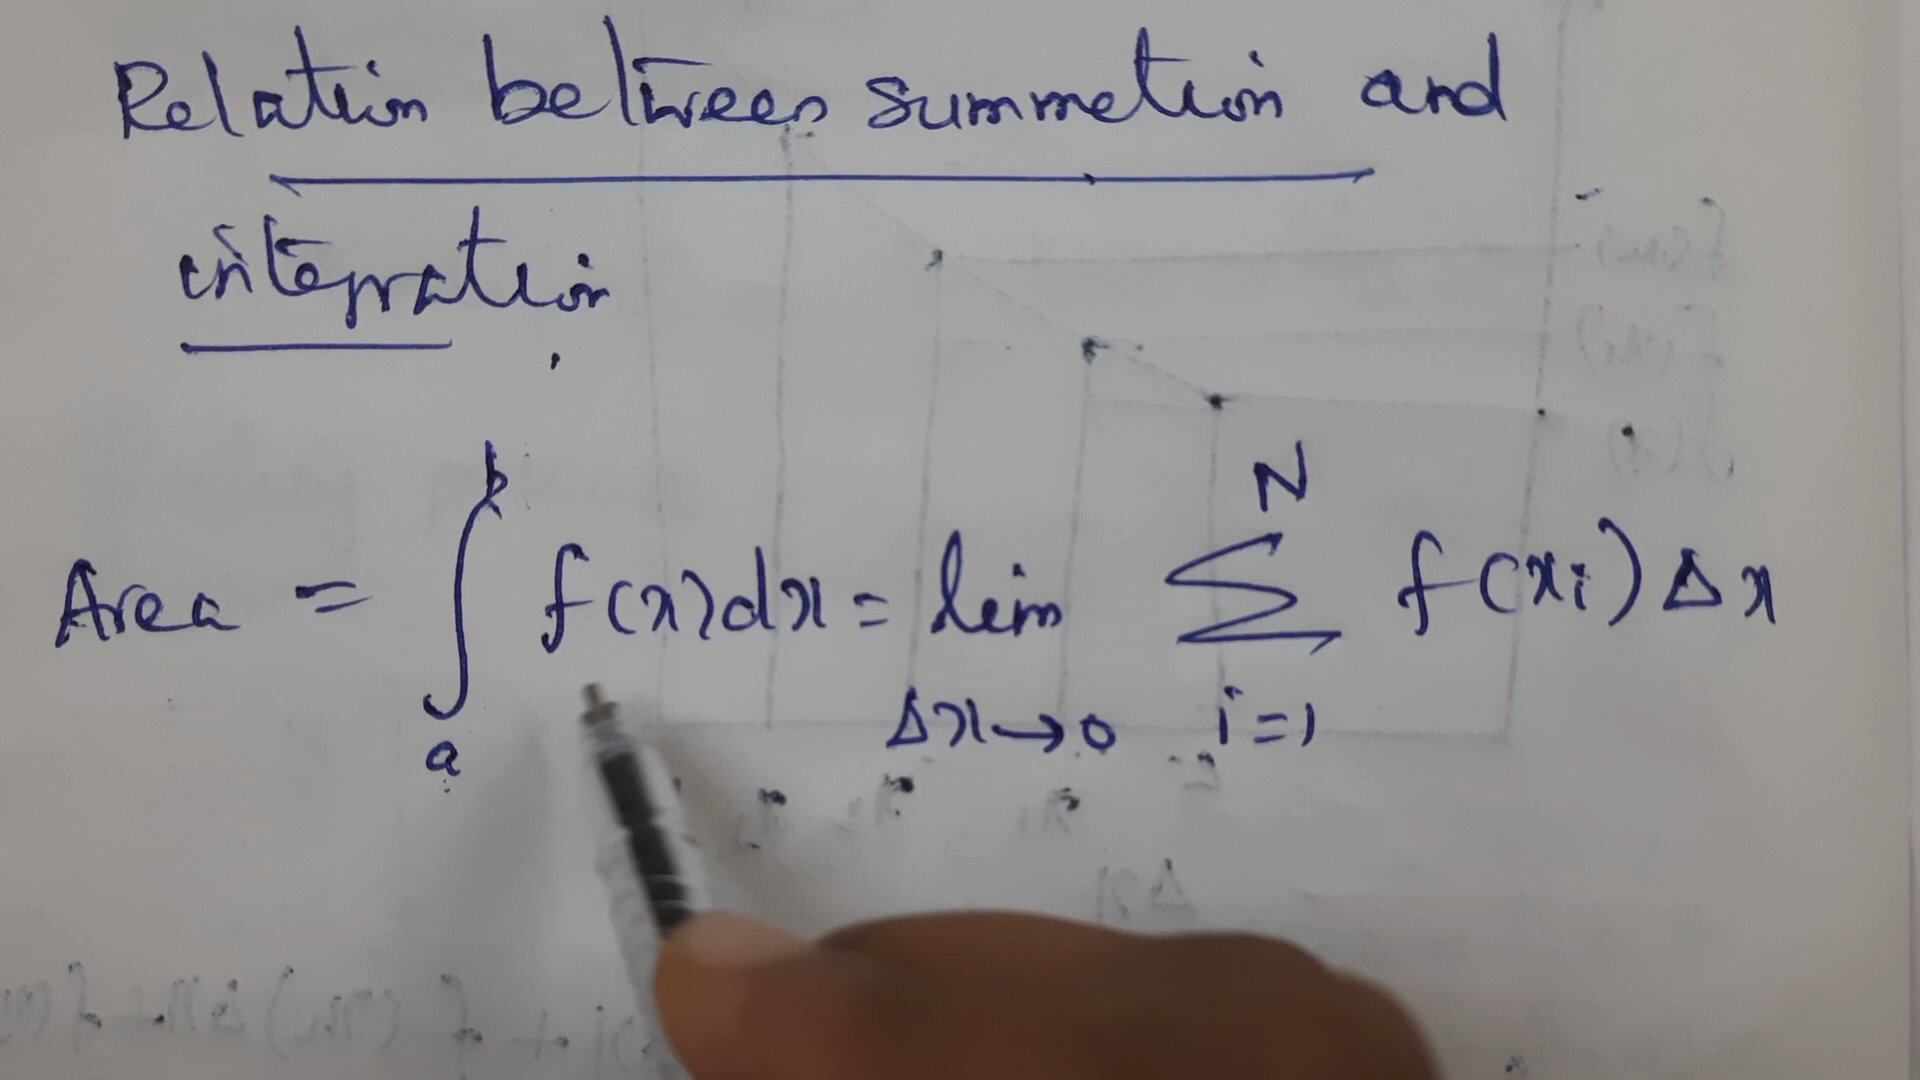 Relation between summetion and
integration
Area = ∫_a^b f(x)dx = lim_{Δx→0} Σ_{i=1}^N f(xi) Δx